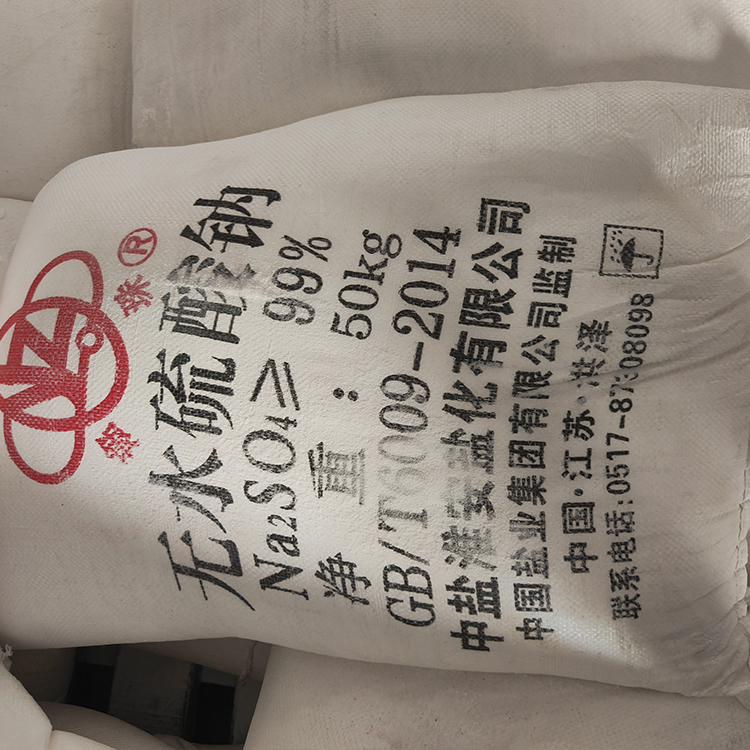 ®
无水硫酸钠
Na₂SO₄≥99%
净重：50kg
GB/T6009-2014
中盐淮安盐化有限公司
中国盐业集团有限公司监制
中国·江苏·洪泽
联系电话:0517-87308098